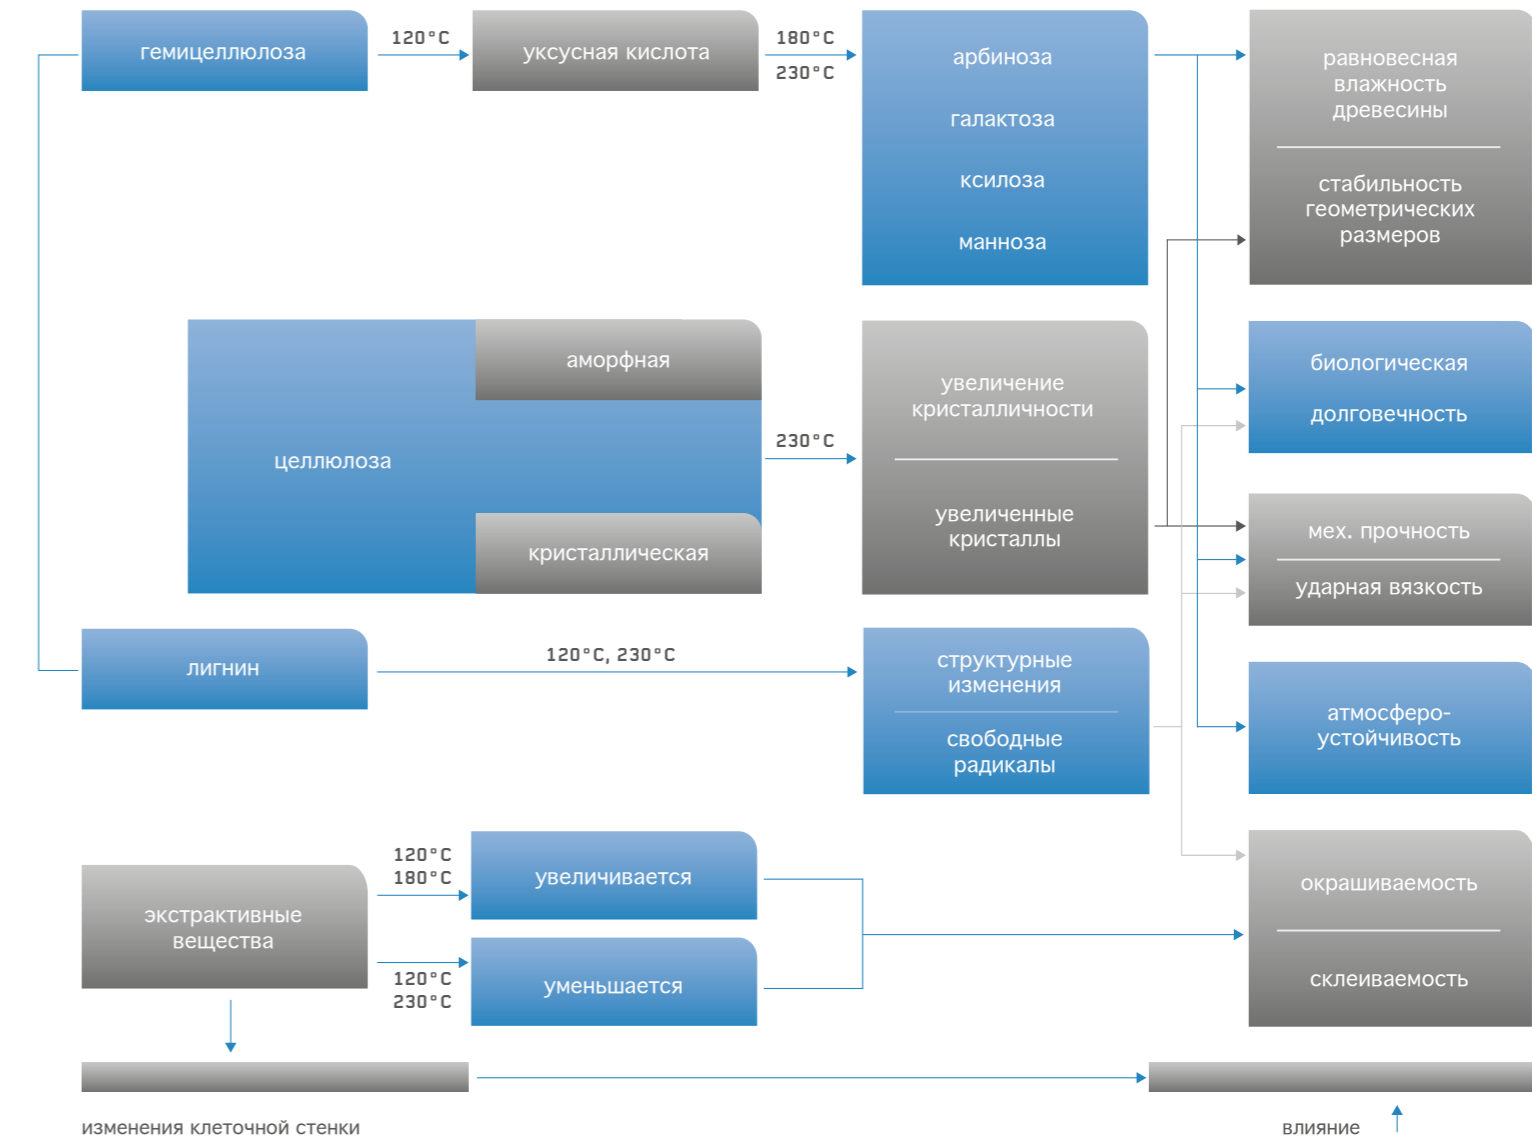 гемицеллюлоза
120°C
уксусная кислота
180°C
230°C
арбиноза
галактоза
ксилоза
манноза
равновесная
влажность
древесины
стабильность
геометрических
размеров
целлюлоза
аморфная
кристаллическая
230°C
увеличение
кристалличности
увеличенные
кристаллы
биологическая
долговечность
мех. прочность
ударная вязкость
лигнин
120°C, 230°C
структурные
изменения
свободные
радикалы
атмосферо-
устойчивость
экстрактивные
вещества
120°C
180°C
увеличивается
120°C
230°C
уменьшается
окрашиваемость
склеиваемость
изменения клеточной стенки
влияние